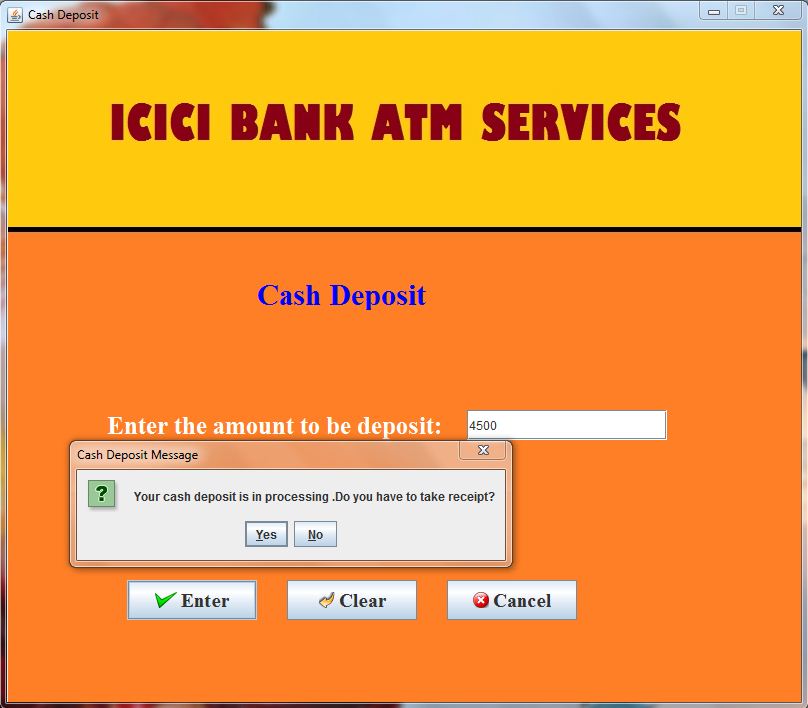 Cash Deposit
ICICI BANK ATM SERVICES
Cash Deposit
Enter the amount to be deposit: 4500
Cash Deposit Message
? Your cash deposit is in processing .Do you have to take receipt?
Yes No
Enter Clear Cancel